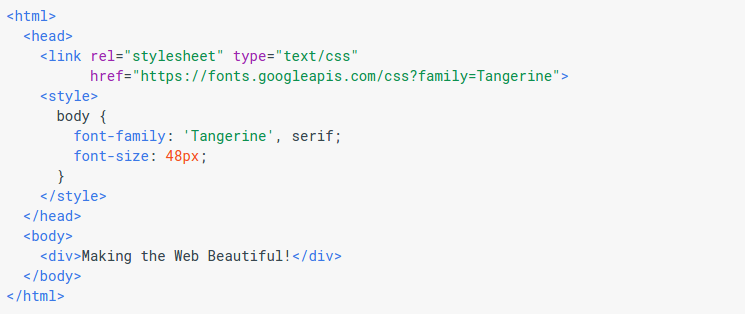 <html>
  <head>
    <link rel="stylesheet" type="text/css"
          href="https://fonts.googleapis.com/css?family=Tangerine">
    <style>
      body {
        font-family: 'Tangerine', serif;
        font-size: 48px;
      }
    </style>
  </head>
  <body>
    <div>Making the Web Beautiful!</div>
  </body>
</html>